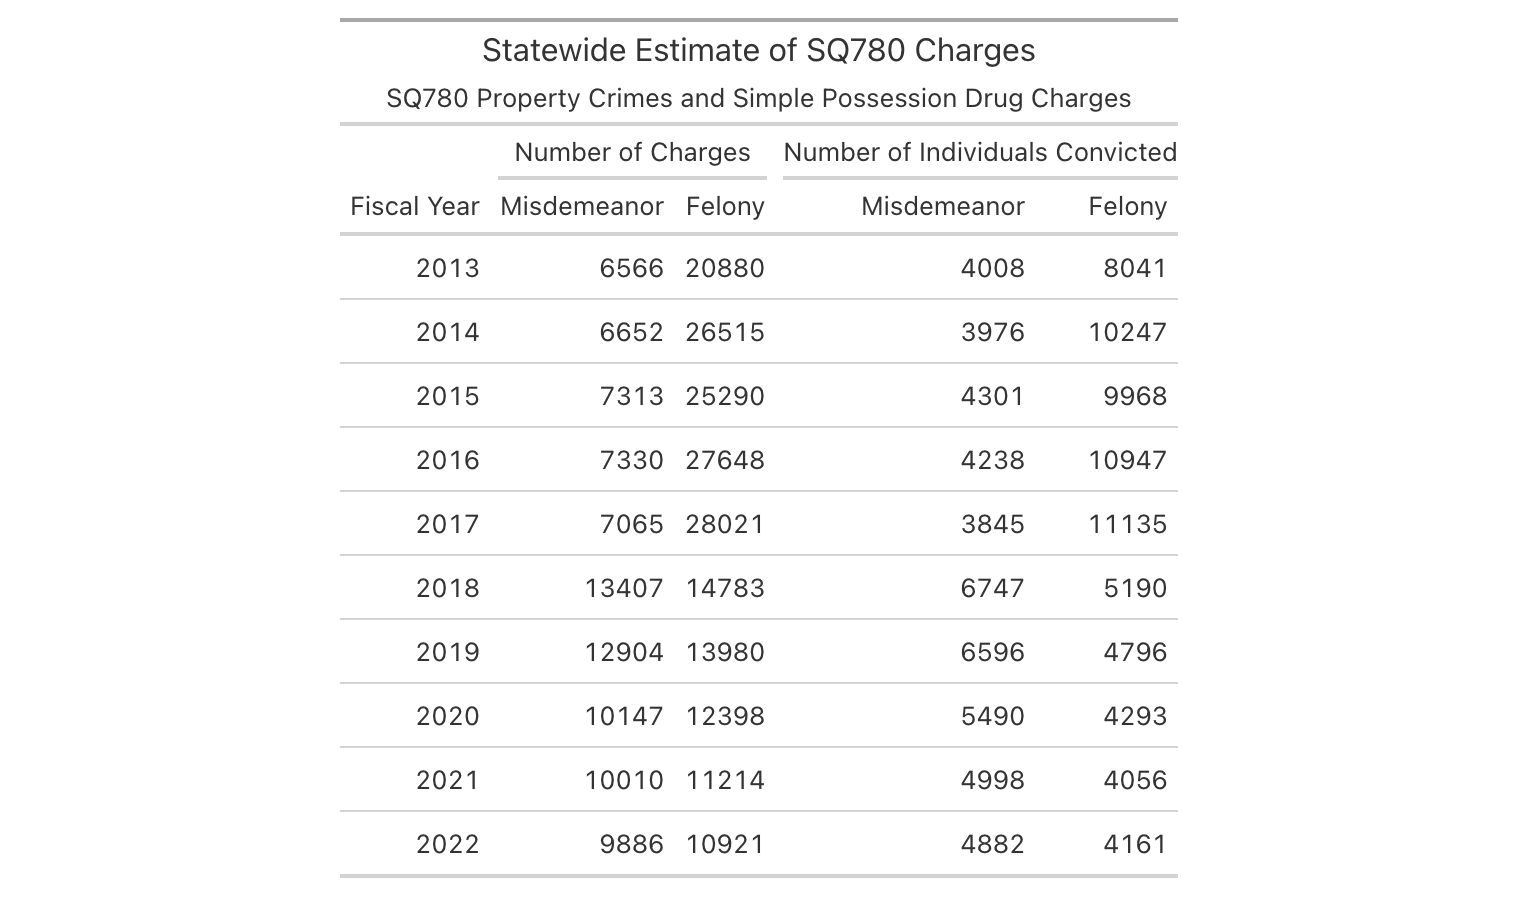 Statewide Estimate of SQ780 Charges
SQ780 Property Crimes and Simple Possession Drug Charges
Number of Charges Number of Individuals Convicted
Fiscal Year Misdemeanor Felony Misdemeanor Felony
2013 6566 20880 4008 8041
2014 6652 26515 3976 10247
2015 7313 25290 4301 9968
2016 7330 27648 4238 10947
2017 7065 28021 3845 11135
2018 13407 14783 6747 5190
2019 12904 13980 6596 4796
2020 10147 12398 5490 4293
2021 10010 11214 4998 4056
2022 9886 10921 4882 4161